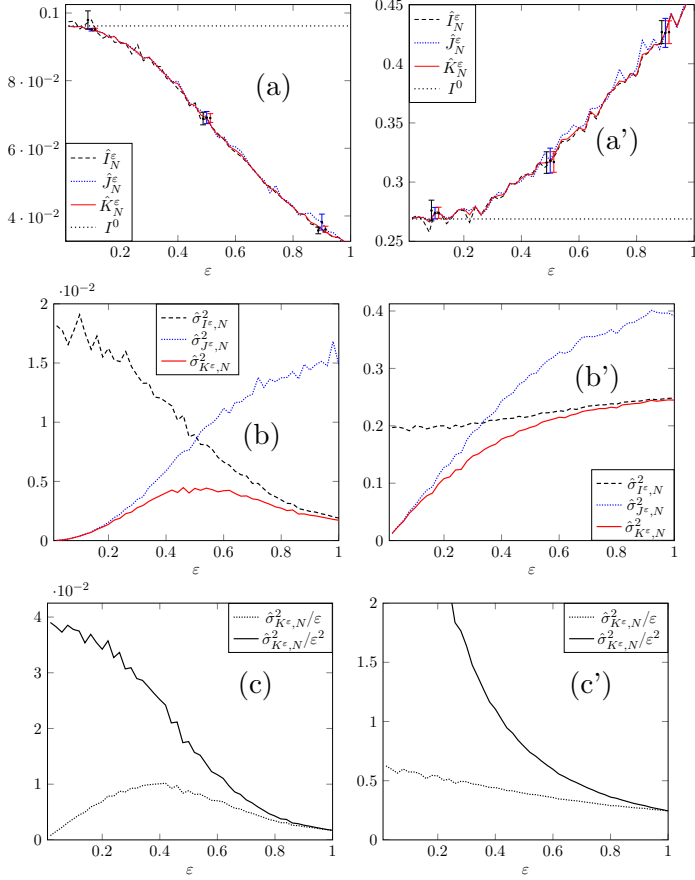 0.1
8 · 10⁻²
6 · 10⁻²
4 · 10⁻²
(a)
Î_N^ε
Ĵ_N^ε
K̂_N^ε
I⁰
0.2 0.4 0.6 0.8 1
ε
0.45
0.4
0.35
0.3
0.25
Î_N^ε
Ĵ_N^ε
K̂_N^ε
I⁰
(a')
0 0.2 0.4 0.6 0.8 1
ε
·10⁻²
2
1.5
1
0.5
0
σ̂²_{I^ε,N}
σ̂²_{J^ε,N}
σ̂²_{K^ε,N}
(b)
0.2 0.4 0.6 0.8 1
ε
0.4
0.3
0.2
0.1
0
(b')
σ̂²_{I^ε,N}
σ̂²_{J^ε,N}
σ̂²_{K^ε,N}
0.2 0.4 0.6 0.8 1
ε
·10⁻²
4
3
2
1
0
σ̂²_{K^ε,N}/ε
σ̂²_{K^ε,N}/ε²
(c)
0.2 0.4 0.6 0.8 1
ε
2
1.5
1
0.5
0
σ̂²_{K^ε,N}/ε
σ̂²_{K^ε,N}/ε²
(c')
0.2 0.4 0.6 0.8 1
ε